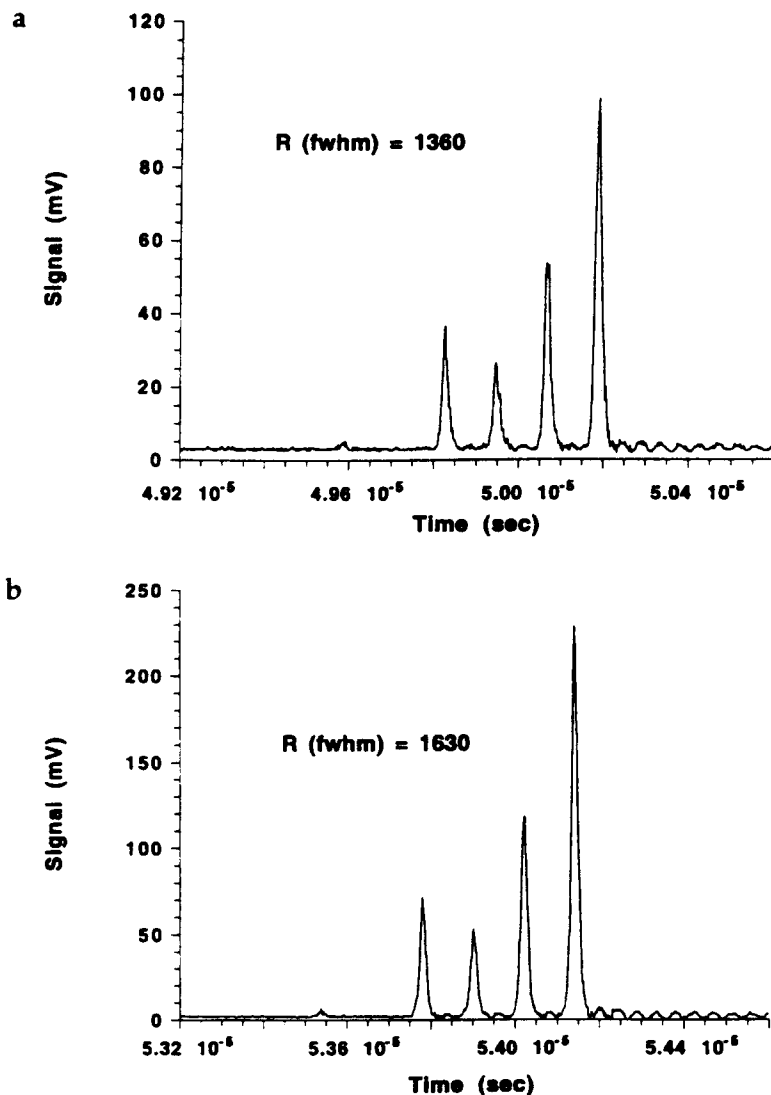 a
120
100
80
60
40
20
0
Signal (mV)
R (fwhm) = 1360
4.92 10⁻⁵ 4.96 10⁻⁵ 5.00 10⁻⁵ 5.04 10⁻⁵
Time (sec)
b
250
200
150
100
50
0
Signal (mV)
R (fwhm) = 1630
5.32 10⁻⁵ 5.36 10⁻⁵ 5.40 10⁻⁵ 5.44 10⁻⁵
Time (sec)